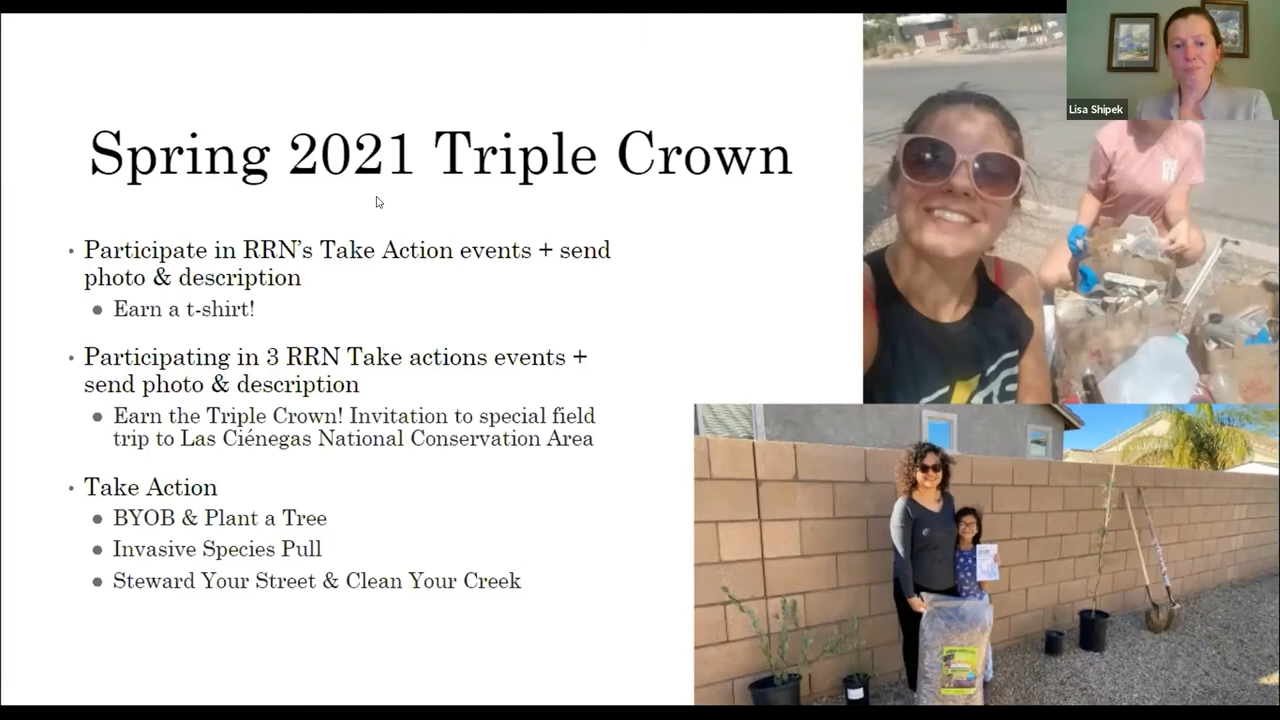 Spring 2021 Triple Crown
Lisa Shipek
• Participate in RRN's Take Action events + send
photo & description
● Earn a t-shirt!
• Participating in 3 RRN Take actions events +
send photo & description
● Earn the Triple Crown! Invitation to special field
trip to Las Ciénegas National Conservation Area
• Take Action
● BYOB & Plant a Tree
● Invasive Species Pull
● Steward Your Street & Clean Your Creek